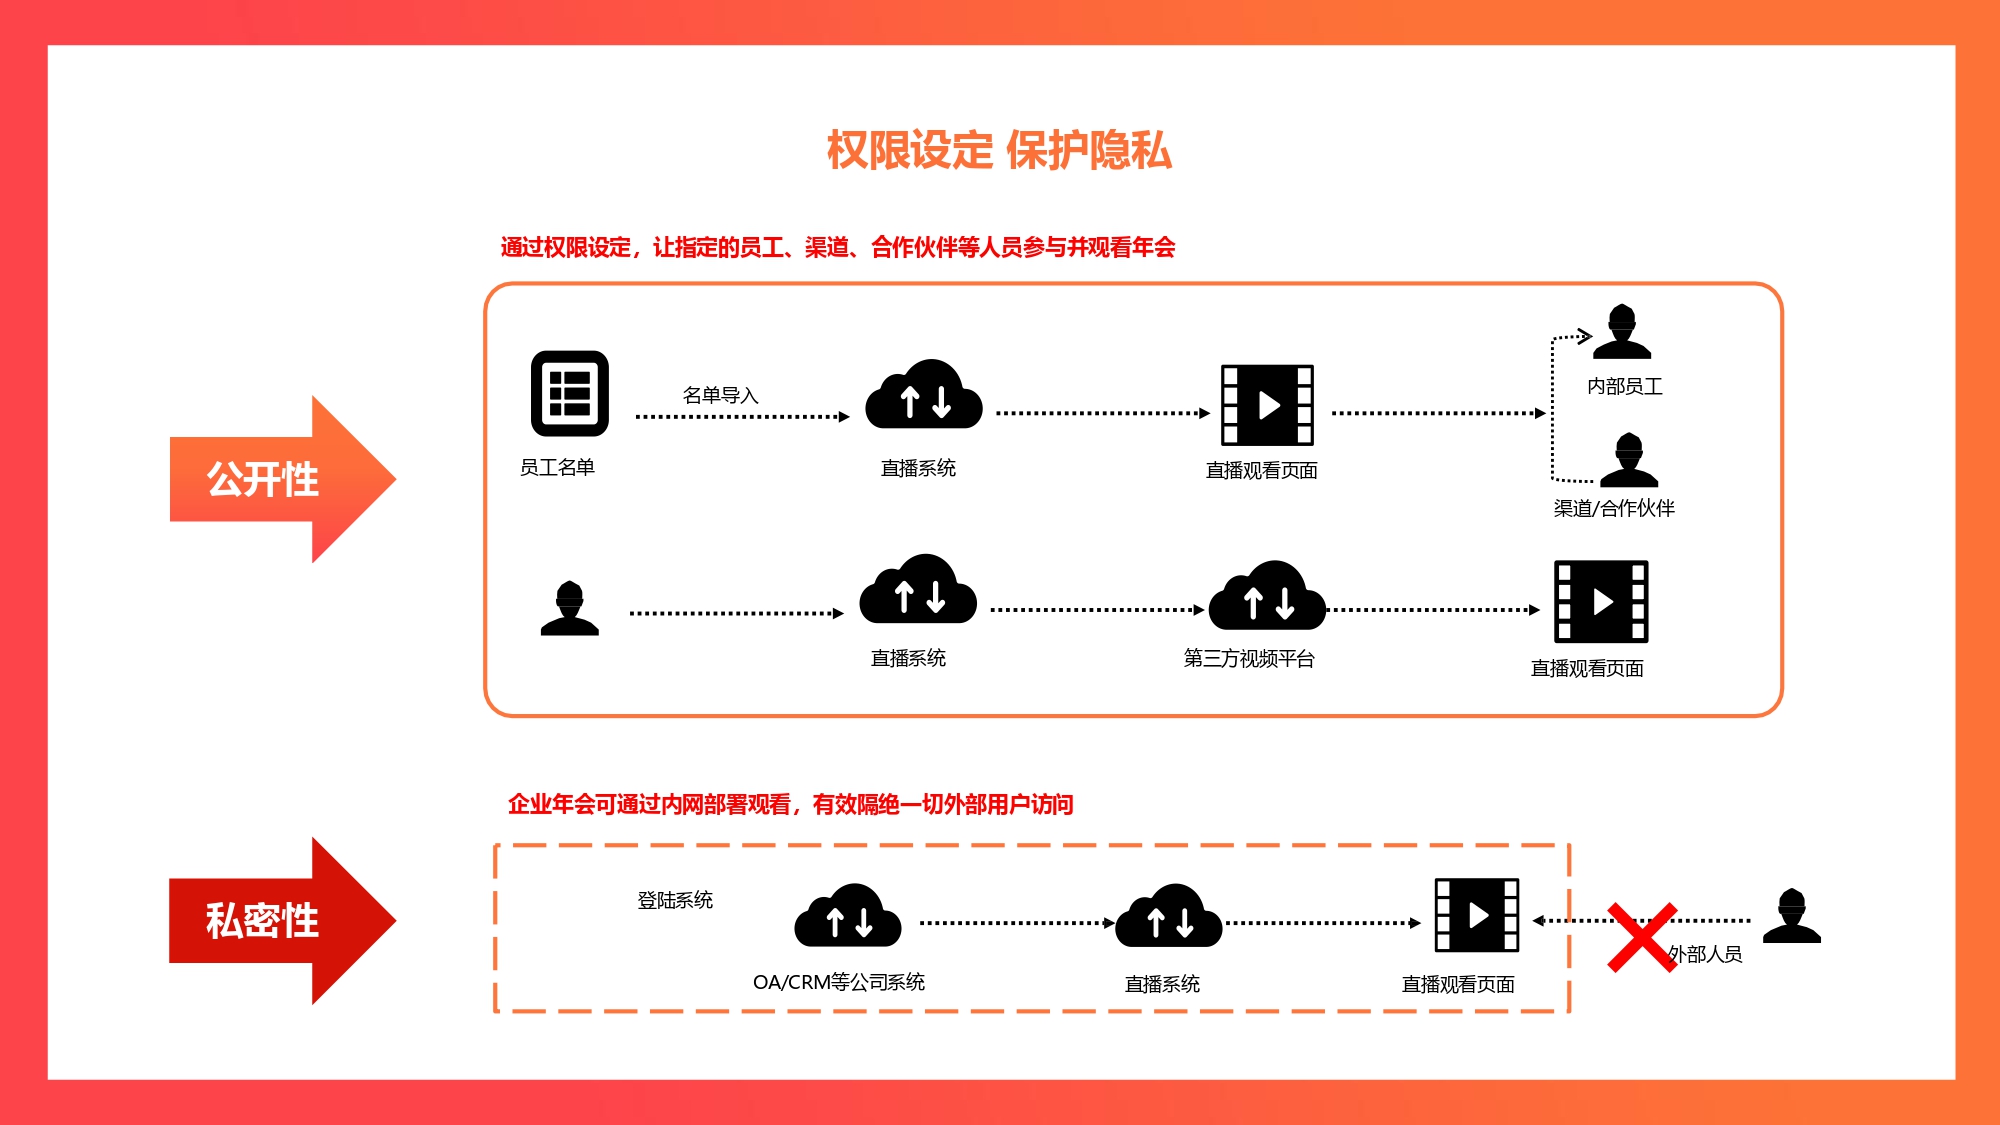 权限设定 保护隐私
通过权限设定，让指定的员工、渠道、合作伙伴等人员参与并观看年会
公开性
名单导入
员工名单
直播系统
直播观看页面
内部员工
渠道/合作伙伴
直播系统
第三方视频平台
直播观看页面
企业年会可通过内网部署观看，有效隔绝一切外部用户访问
私密性
登陆系统
OA/CRM等公司系统
直播系统
直播观看页面
外部人员